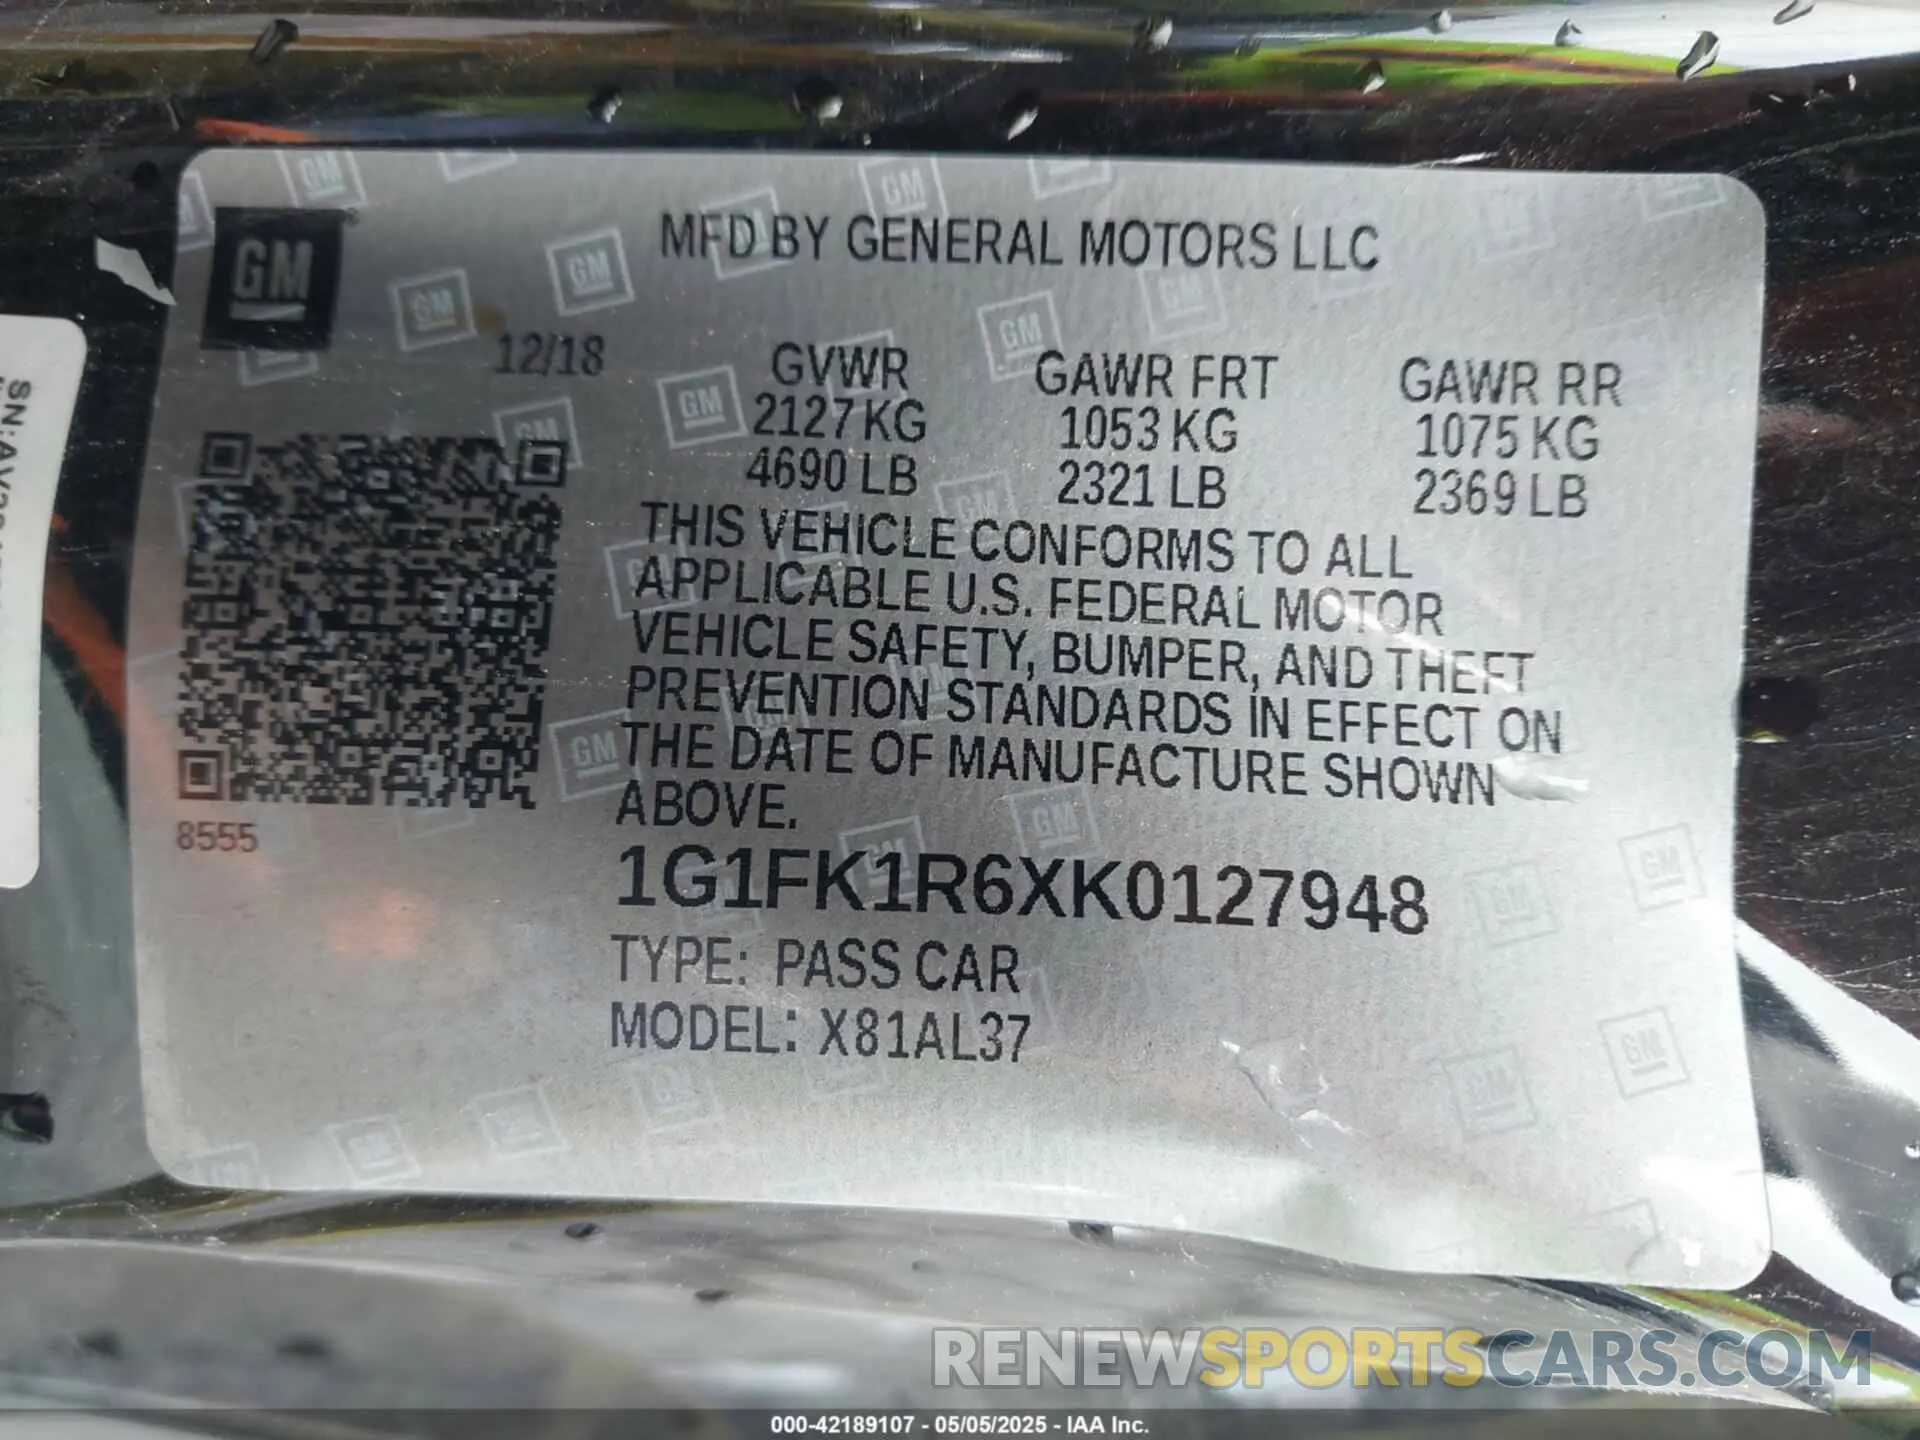 GM
MFD BY GENERAL MOTORS LLC
12/18
GVWR GAWR FRT GAWR RR
2127 KG 1053 KG 1075 KG
4690 LB 2321 LB 2369 LB
THIS VEHICLE CONFORMS TO ALL
APPLICABLE U.S. FEDERAL MOTOR
VEHICLE SAFETY, BUMPER, AND THEFT
PREVENTION STANDARDS IN EFFECT ON
THE DATE OF MANUFACTURE SHOWN
ABOVE.
8555
1G1FK1R6XK0127948
TYPE: PASS CAR
MODEL: X81AL37
RENEWSPORTSCARS.COM
000-42189107 - 05/05/2025 - IAA Inc.